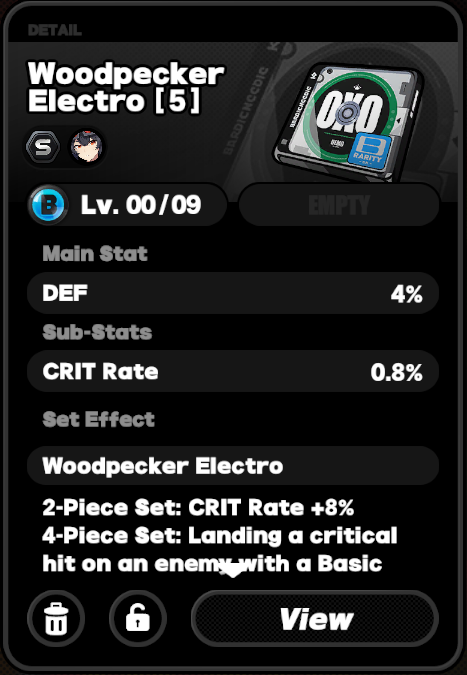 DETAIL
Woodpecker
Electro [5]
S
B Lv. 00/09
EMPTY
Main Stat
DEF 4%
Sub-Stats
CRIT Rate 0.8%
Set Effect
Woodpecker Electro
2-Piece Set: CRIT Rate +8%
4-Piece Set: Landing a critical
hit on an enemy with a Basic
View
OXO
B
RARITY